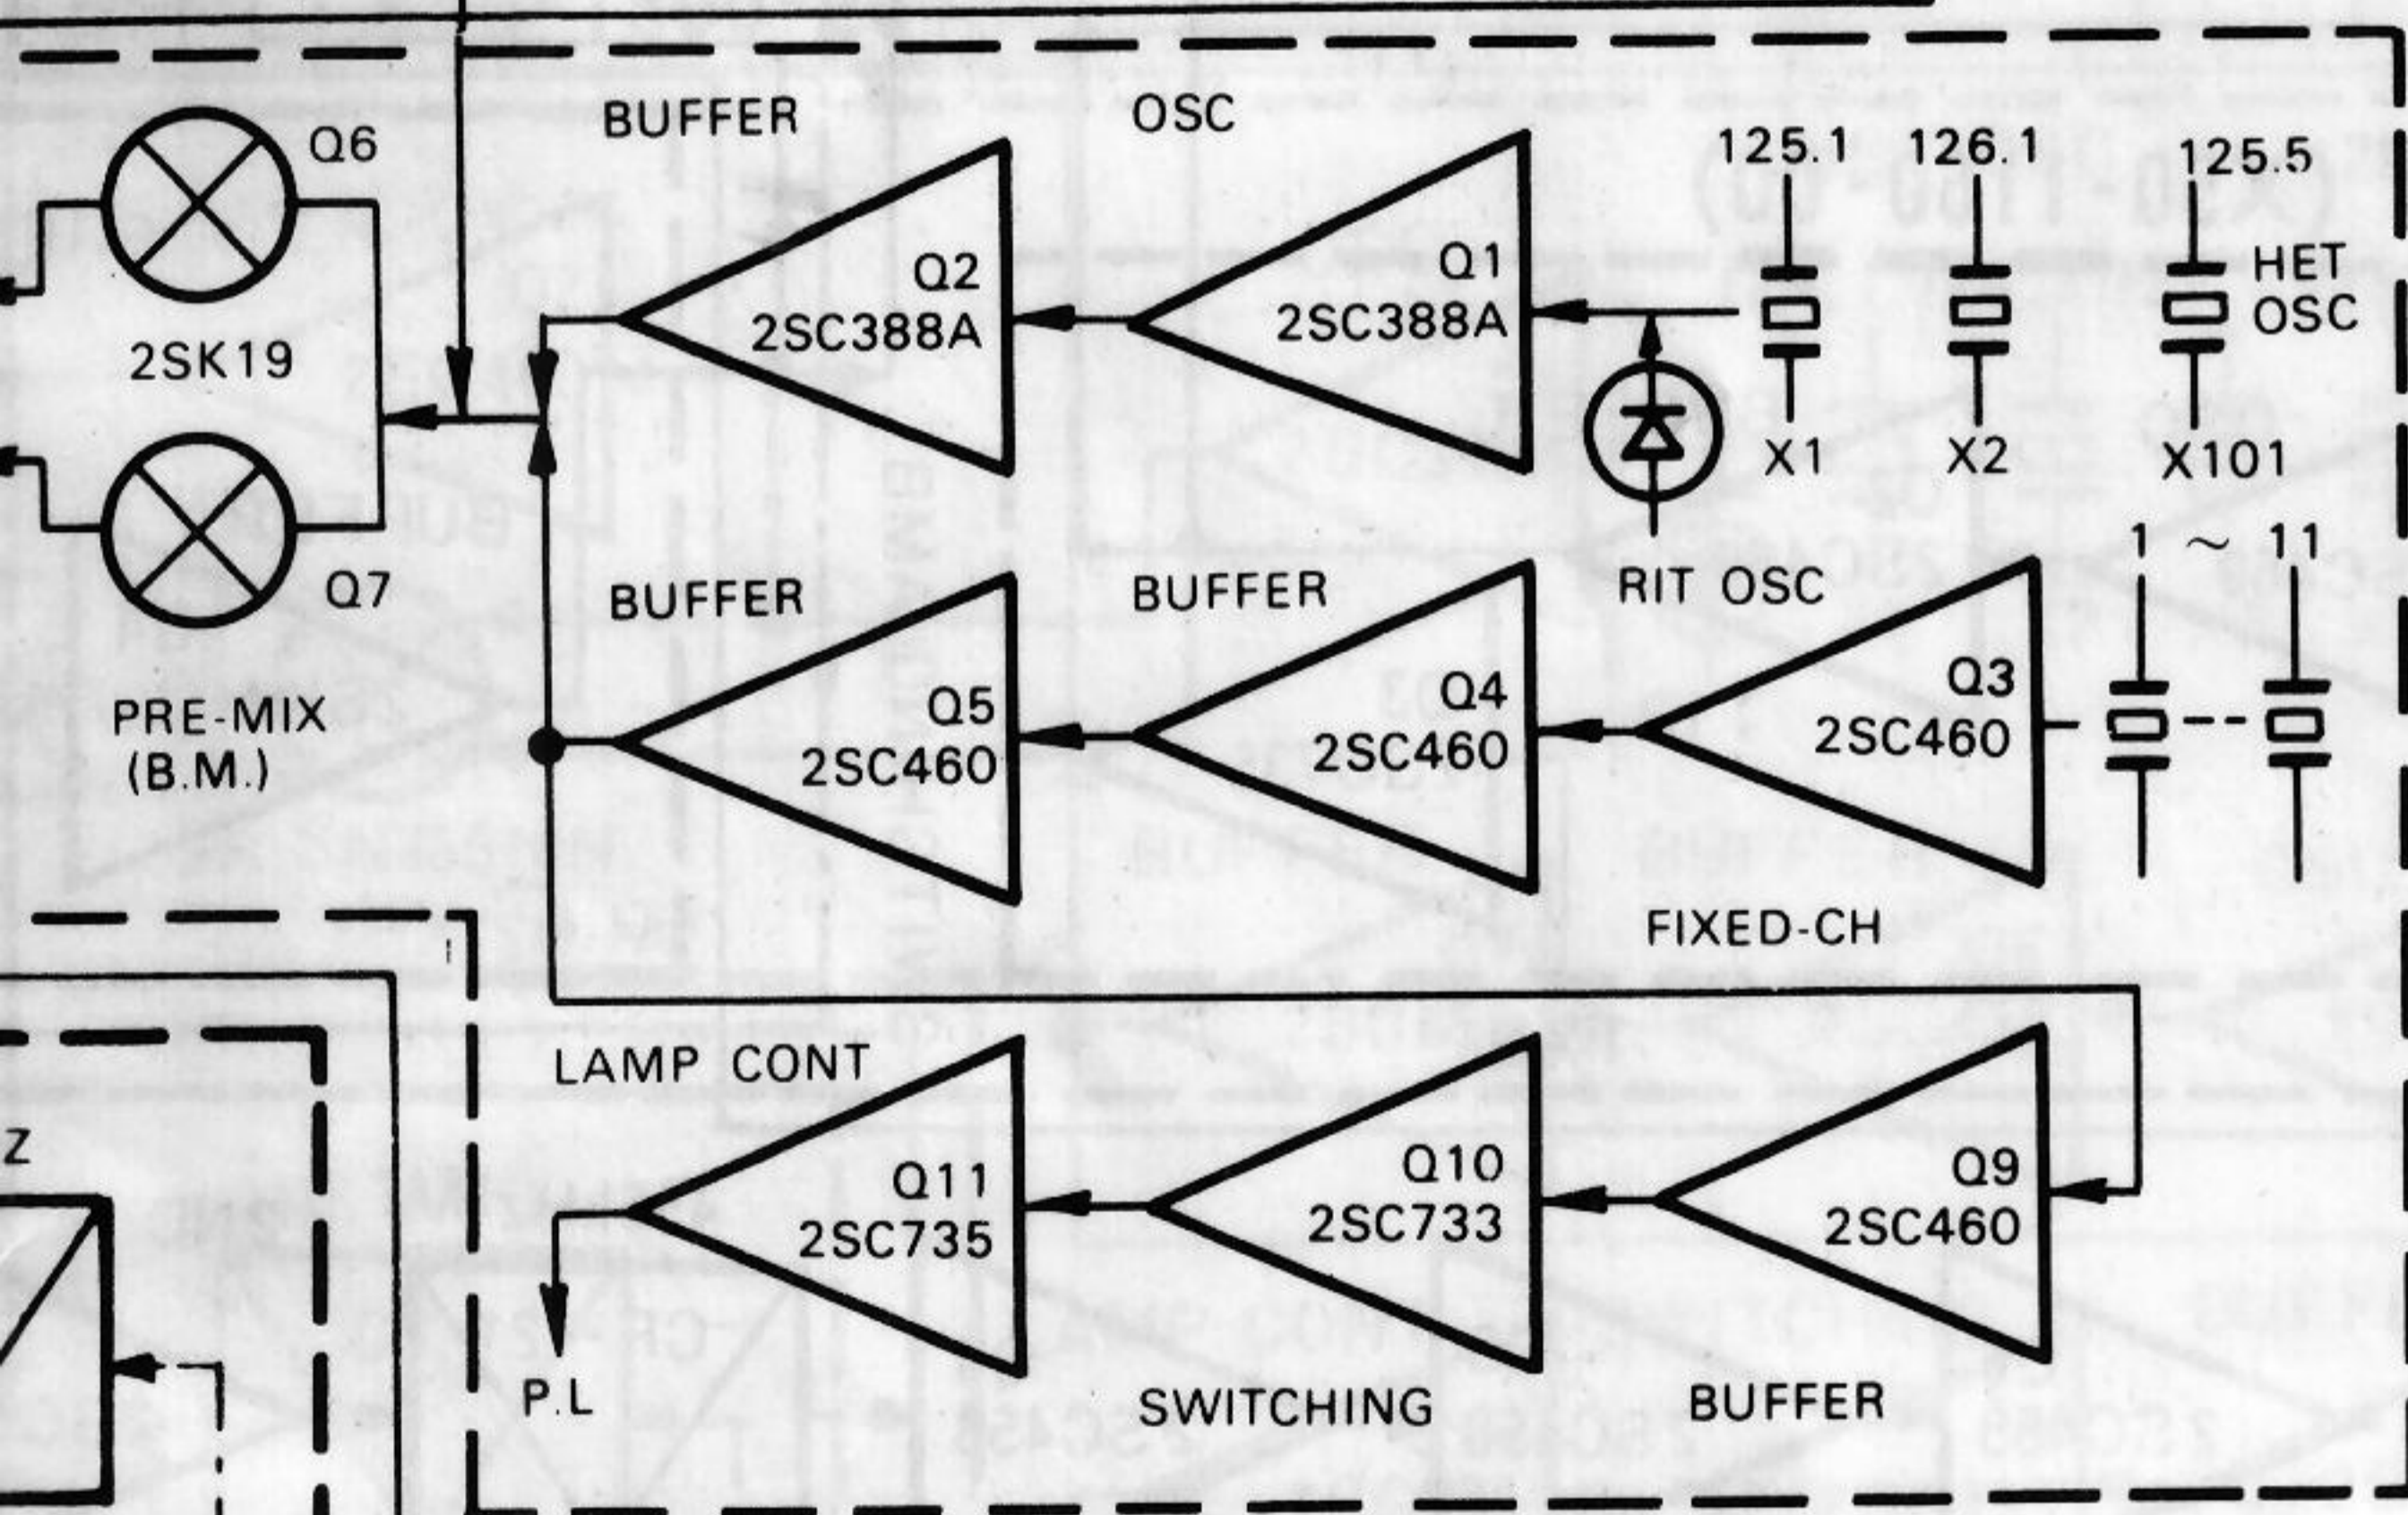 BUFFER
OSC
Q6
125.1
126.1
125.5
Q2
2SC388A
Q1
2SC388A
HET
OSC
2SK19
X1
X2
X101
1 ~ 11
Q7
BUFFER
BUFFER
RIT OSC
PRE-MIX
(B.M.)
Q5
2SC460
Q4
2SC460
Q3
2SC460
FIXED-CH
LAMP CONT
Z
Q11
2SC735
Q10
2SC733
Q9
2SC460
P.L
SWITCHING
BUFFER